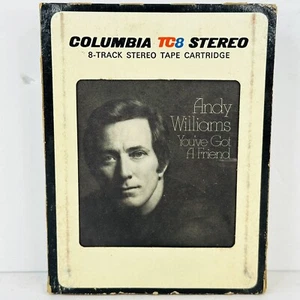 COLUMBIA TC8 STEREO
8-TRACK STEREO TAPE CARTRIDGE
Andy
Williams
You've Got
A Friend